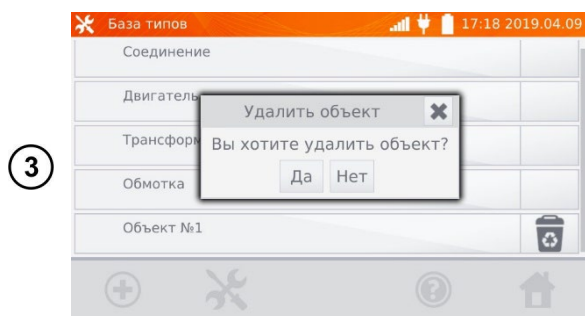 База типов 17:18 2019.04.09
Соединение
Двигатель
Удалить объект
Трансформ
Вы хотите удалить объект?
3
Да Нет
Обмотка
Объект №1